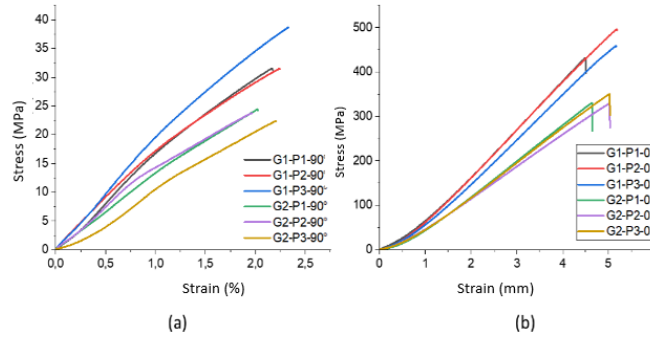 40
35
30
25
20
15
10
5
0
Stress (MPa)
G1-P1-90°
G1-P2-90°
G1-P3-90°
G2-P1-90°
G2-P2-90°
G2-P3-90°
0,0 0,5 1,0 1,5 2,0 2,5
Strain (%)
(a)
500
400
300
200
100
0
Stress (MPa)
G1-P1-0
G1-P2-0
G1-P3-0
G2-P1-0
G2-P2-0
G2-P3-0
0 1 2 3 4 5
Strain (mm)
(b)